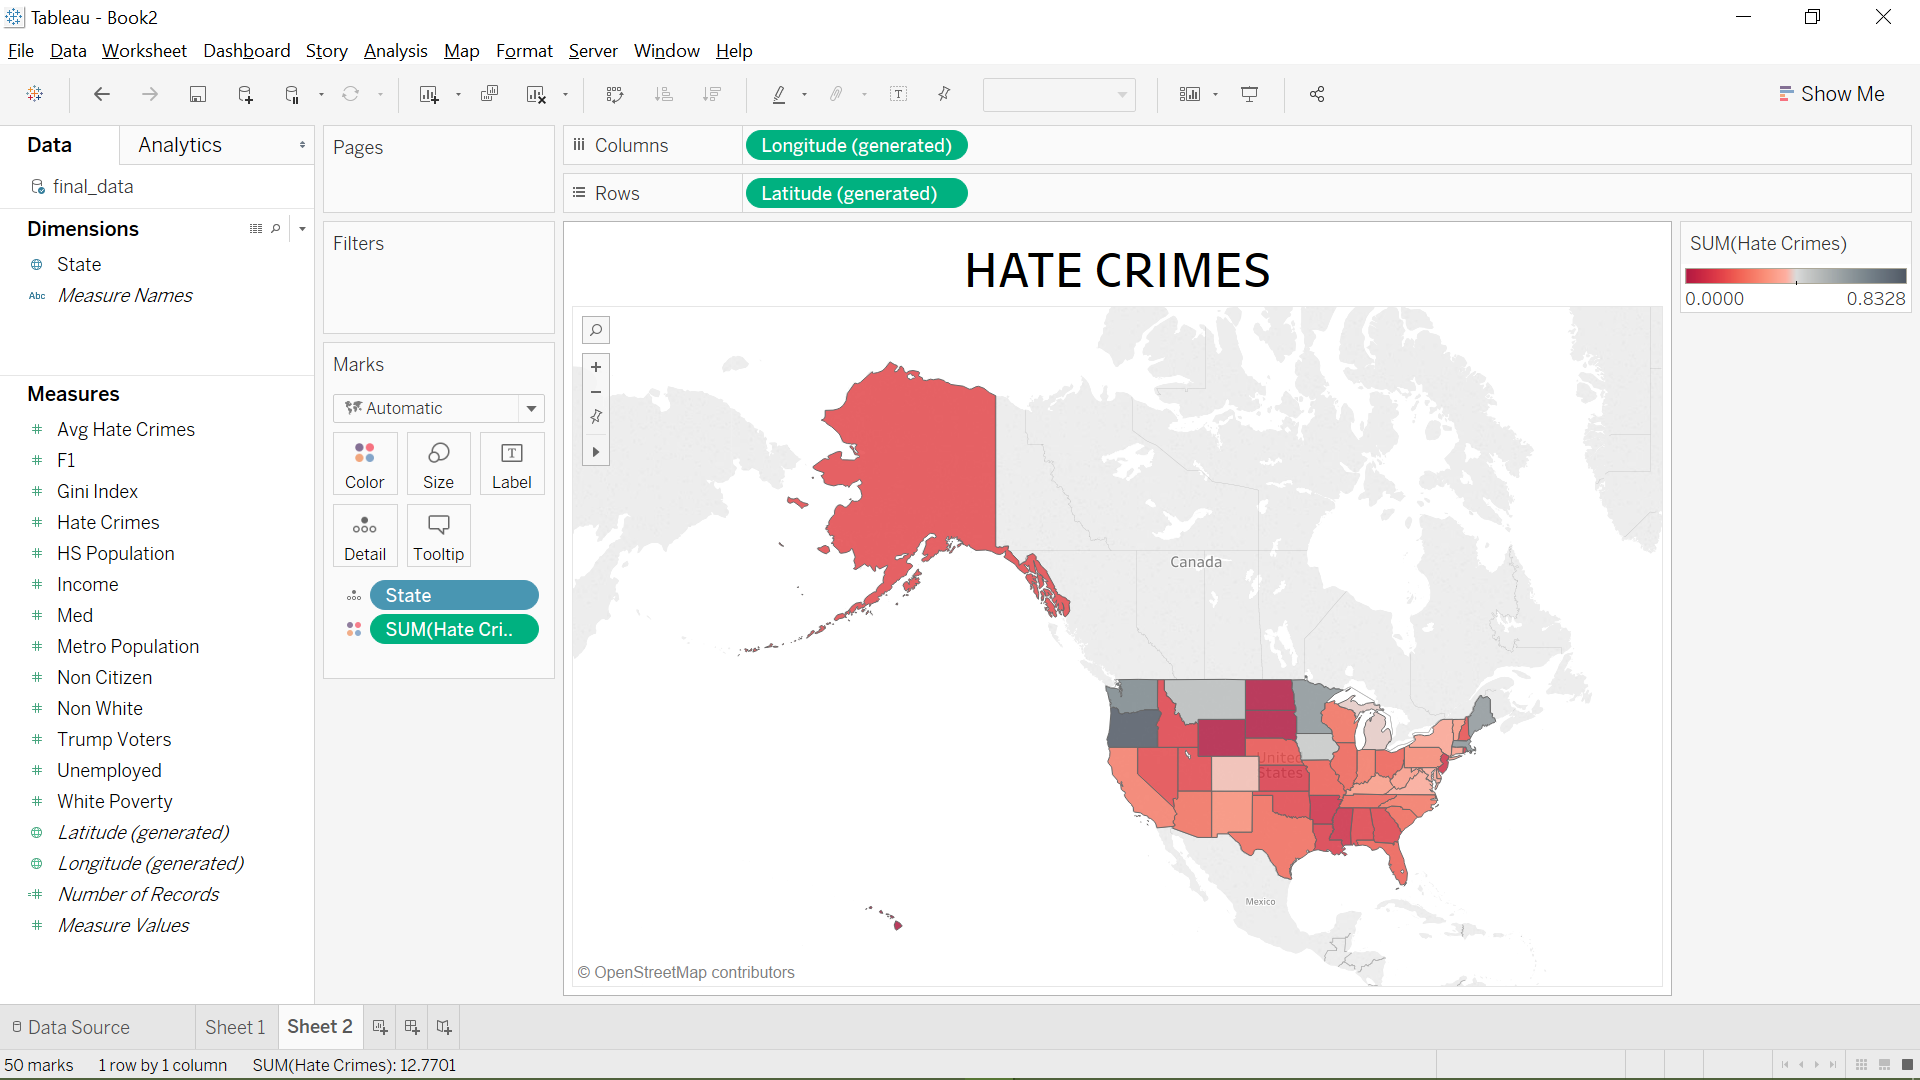 Tableau - Book2
File Data Worksheet Dashboard Story Analysis Map Format Server Window Help
Show Me
Data
Analytics
final_data
Dimensions
State
Abc Measure Names
Measures
Avg Hate Crimes
F1
Gini Index
Hate Crimes
HS Population
Income
Med
Metro Population
Non Citizen
Non White
Trump Voters
Unemployed
White Poverty
Latitude (generated)
Longitude (generated)
Number of Records
Measure Values
Pages
Filters
Marks
Automatic
Color
Size
T
Label
Detail
Tooltip
State
SUM(Hate Cri..
Columns
Longitude (generated)
Rows
Latitude (generated)
HATE CRIMES
Canada
United
States
Mexico
© OpenStreetMap contributors
SUM(Hate Crimes)
0.0000
0.8328
Data Source
Sheet 1
Sheet 2
50 marks
1 row by 1 column
SUM(Hate Crimes): 12.7701